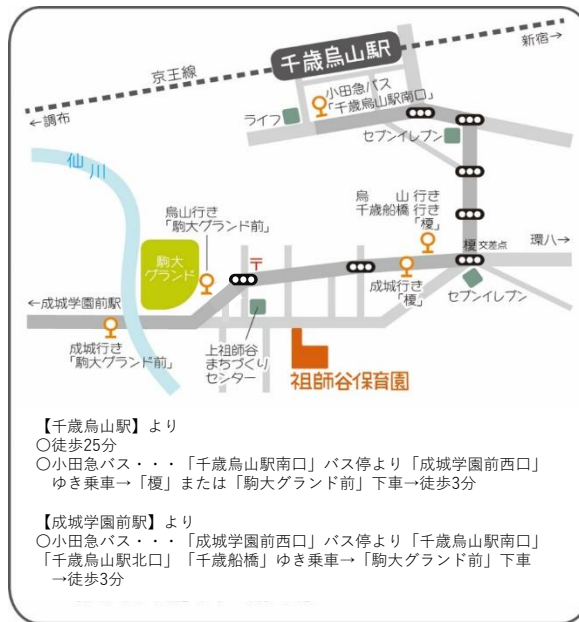 千歳烏山駅
新宿→
京王線
←調布
小田急バス
「千歳烏山駅南口」
ライフ
セブンイレブン
仙川
烏山行き
「駒大グランド前」
烏　山 行き
千歳船橋 行き
「榎」
駒大
グランド
〒
榎 交差点
環八→
←成城学園前駅
成城行き
「榎」
セブンイレブン
成城行き
「駒大グランド前」
上祖師谷
まちづくり
センター
祖師谷保育園
【千歳烏山駅】より
〇徒歩25分
〇小田急バス・・・「千歳烏山駅南口」バス停より「成城学園前西口」
ゆき乗車→「榎」または「駒大グランド前」下車→徒歩3分
【成城学園前駅】より
〇小田急バス・・・「成城学園前西口」バス停より「千歳烏山駅南口」
「千歳烏山駅北口」「千歳船橋」ゆき乗車→「駒大グランド前」下車
→徒歩3分